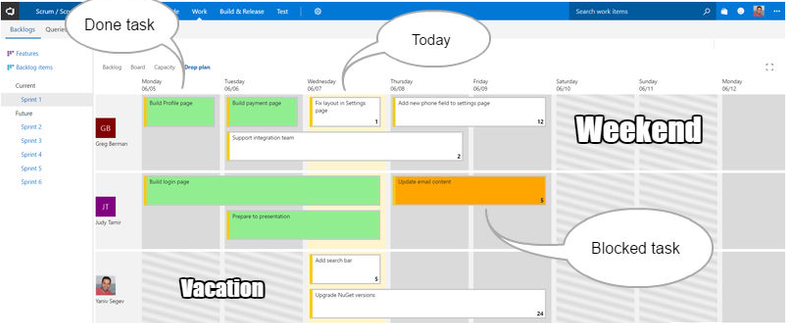 Scrum / Scr
Work Build & Release Test
Search work items
Done task
Today
Backlogs Queries
Features
Backlog items
Current
Sprint 1
Future
Sprint 2
Sprint 3
Sprint 4
Sprint 5
Sprint 6
Backlog Board Capacity Drop plan
Monday Tuesday Wednesday Thursday Friday Saturday Sunday Monday
06/05 06/06 06/07 06/08 06/09 06/10 06/11 06/12
GB
Greg Berman
Build Profile page
Build payment page
Fix layout in Settings
page
1
Add new phone field to settings page
12
Support integration team
2
Weekend
JT
Judy Tamir
Build login page
Update email content
5
Prepare to presentation
Blocked task
Yaniv Segev
Vacation
Add search bar
5
Upgrade NuGet versions
24